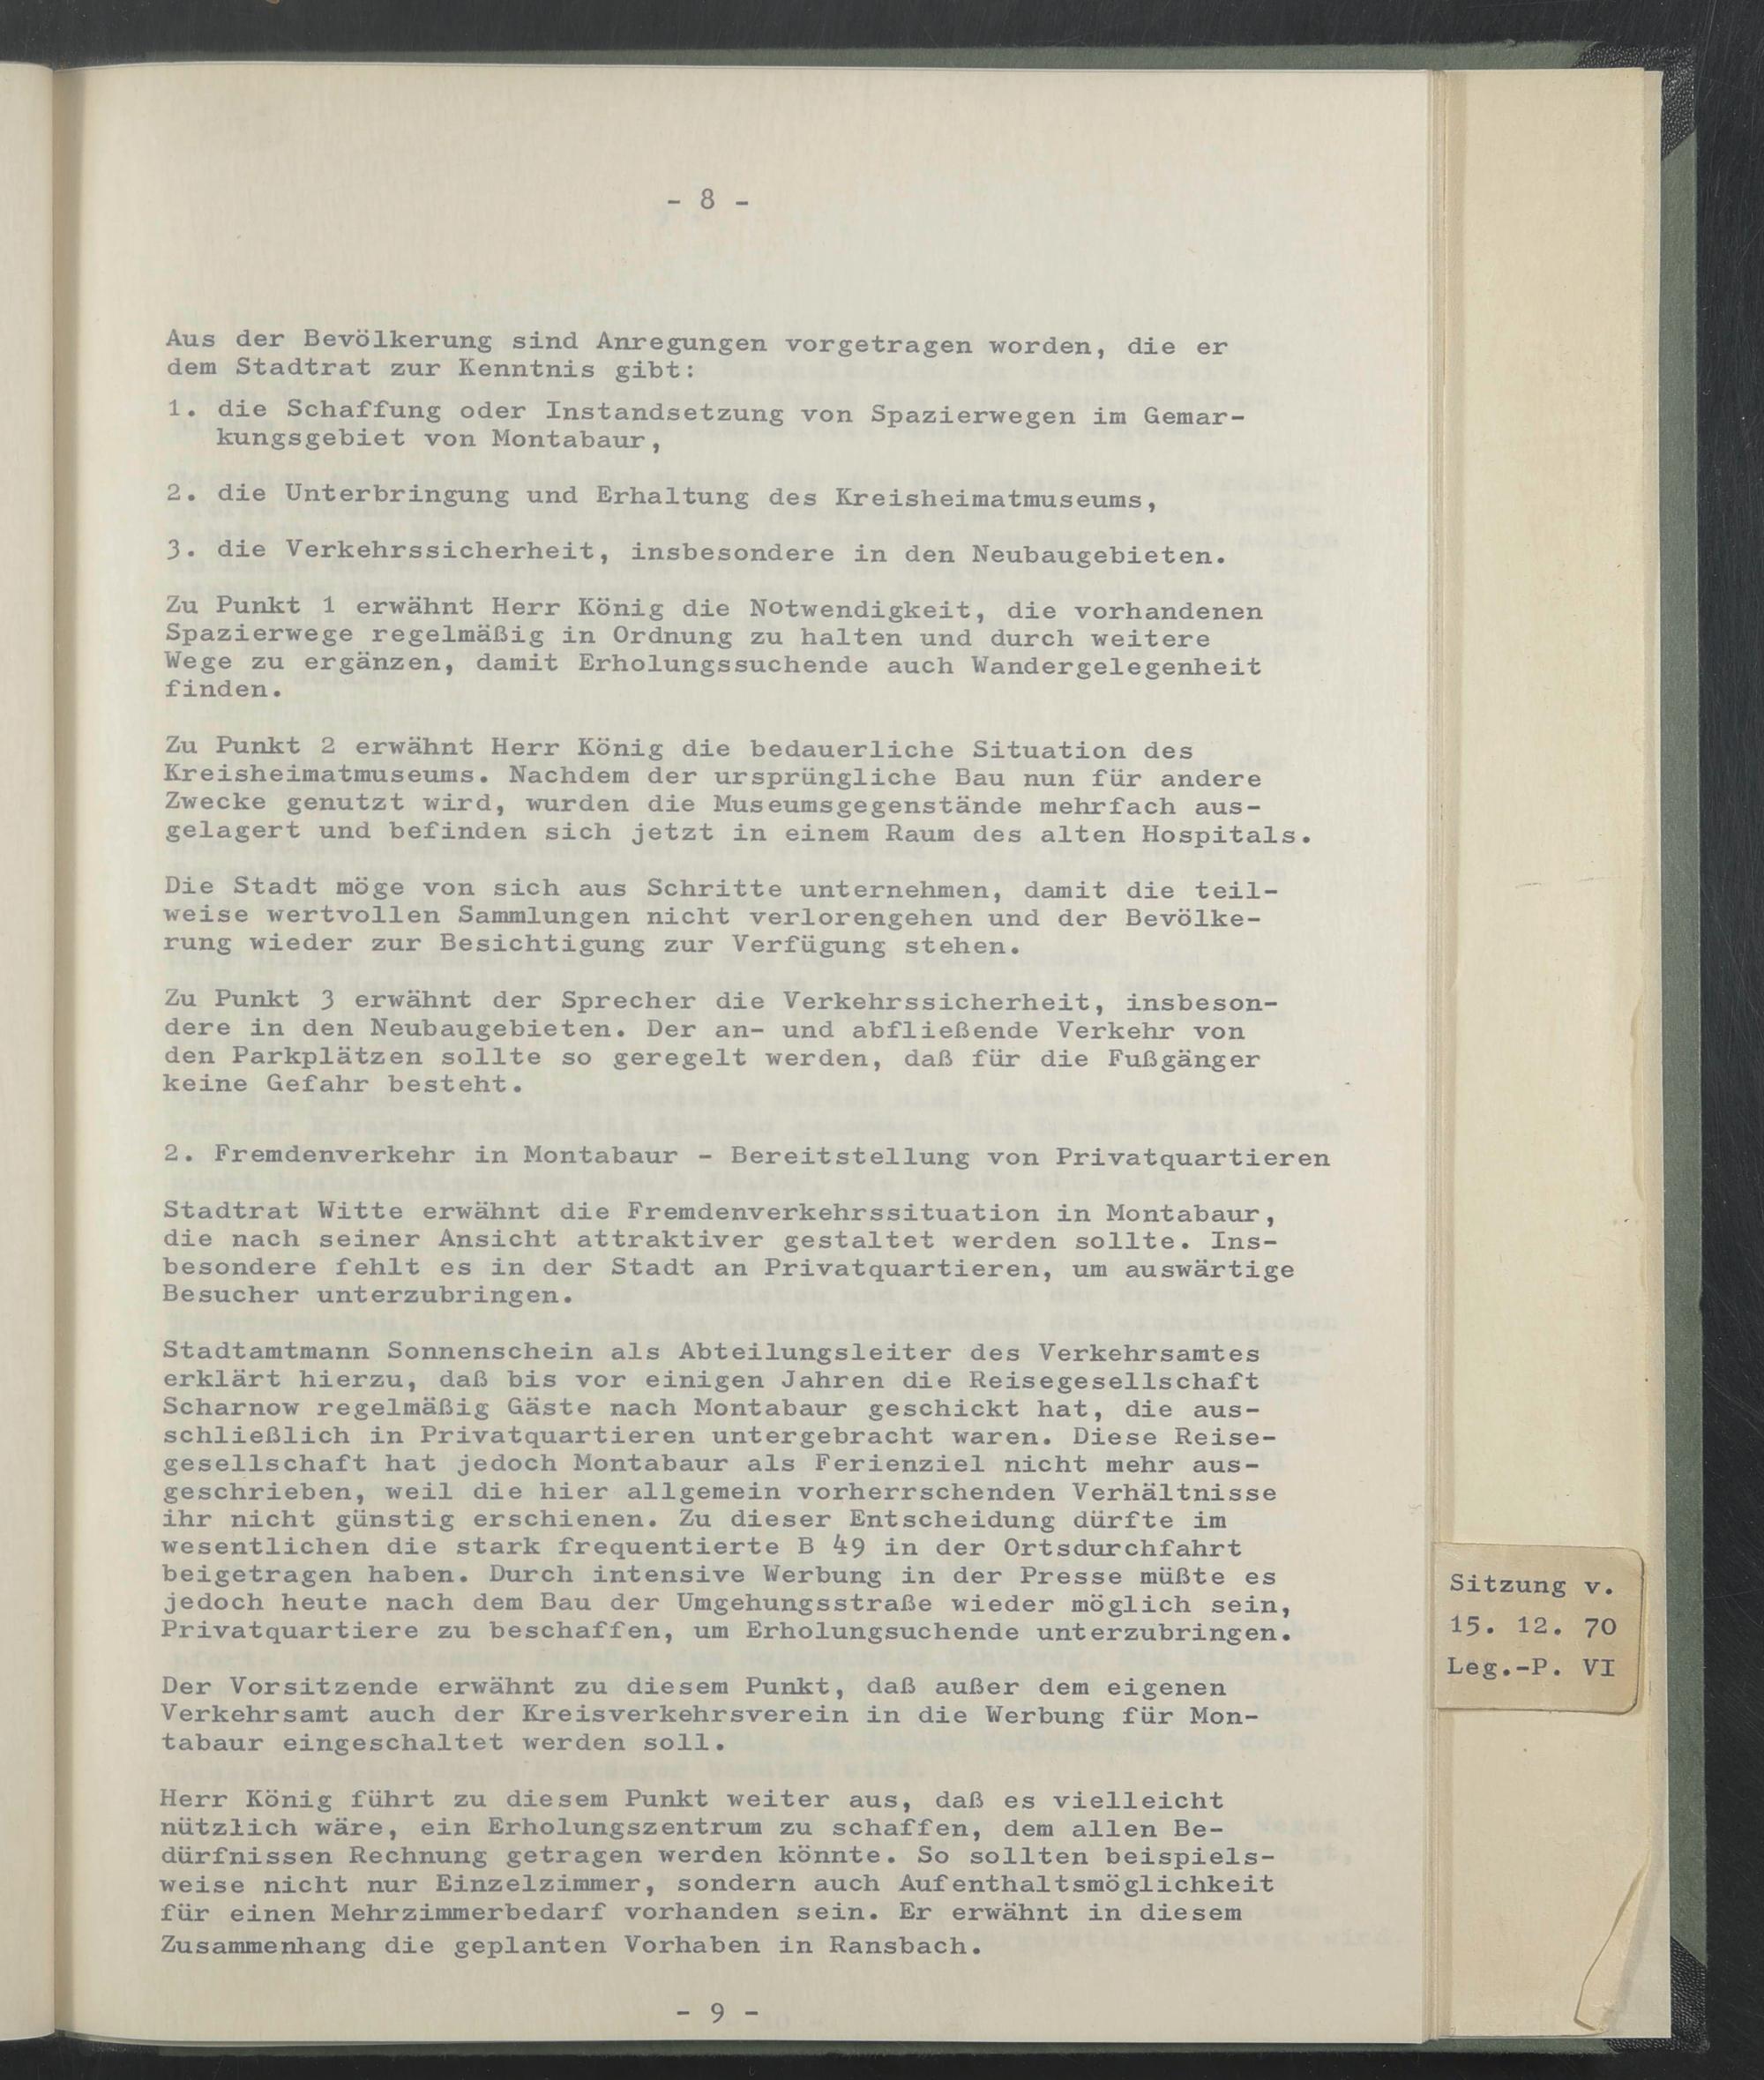 - 8 -
Aus der Bevölkerung sind Anregungen vorgetragen worden, die er
dem Stadtrat zur Kenntnis gibt:
1. die Schaffung oder Instandsetzung von Spazierwegen im Gemar-
kungsgebiet von Montabaur,
2. die Unterbringung und Erhaltung des Kreisheimatmuseums,
3. die Verkehrssicherheit, insbesondere in den Neubaugebieten.
Zu Punkt 1 erwähnt Herr König die Notwendigkeit, die vorhandenen
Spazierwege regelmäßig in Ordnung zu halten und durch weitere
Wege zu ergänzen, damit Erholungssuchende auch Wandergelegenheit
finden.
Zu Punkt 2 erwähnt Herr König die bedauerliche Situation des
Kreisheimatmuseums. Nachdem der ursprüngliche Bau nun für andere
Zwecke genutzt wird, wurden die Museumsgegenstände mehrfach aus-
gelagert und befinden sich jetzt in einem Raum des alten Hospitals.
Die Stadt möge von sich aus Schritte unternehmen, damit die teil-
weise wertvollen Sammlungen nicht verlorengehen und der Bevölke-
rung wieder zur Besichtigung zur Verfügung stehen.
Zu Punkt 3 erwähnt der Sprecher die Verkehrssicherheit, insbeson-
dere in den Neubaugebieten. Der an- und abfließende Verkehr von
den Parkplätzen sollte so geregelt werden, daß für die Fußgänger
keine Gefahr besteht.
2. Fremdenverkehr in Montabaur - Bereitstellung von Privatquartieren
Stadtrat Witte erwähnt die Fremdenverkehrssituation in Montabaur,
die nach seiner Ansicht attraktiver gestaltet werden sollte. Ins-
besondere fehlt es in der Stadt an Privatquartieren, um auswärtige
Besucher unterzubringen.
Stadtamtmann Sonnenschein als Abteilungsleiter des Verkehrsamtes
erklärt hierzu, daß bis vor einigen Jahren die Reisegesellschaft
Scharnow regelmäßig Gäste nach Montabaur geschickt hat, die aus-
schließlich in Privatquartieren untergebracht waren. Diese Reise-
gesellschaft hat jedoch Montabaur als Ferienziel nicht mehr aus-
geschrieben, weil die hier allgemein vorherrschenden Verhältnisse
ihr nicht günstig erschienen. Zu dieser Entscheidung dürfte im
wesentlichen die stark frequentierte B 49 in der Ortsdurchfahrt
beigetragen haben. Durch intensive Werbung in der Presse müßte es
jedoch heute nach dem Bau der Umgehungsstraße wieder möglich sein,
Privatquartiere zu beschaffen, um Erholungsuchende unterzubringen.
Der Vorsitzende erwähnt zu diesem Punkt, daß außer dem eigenen
Verkehrsamt auch der Kreisverkehrsverein in die Werbung für Mon-
tabaur eingeschaltet werden soll.
Herr König führt zu diesem Punkt weiter aus, daß es vielleicht
nützlich wäre, ein Erholungszentrum zu schaffen, dem allen Be-
dürfnissen Rechnung getragen werden könnte. So sollten beispiels-
weise nicht nur Einzelzimmer, sondern auch Aufenthaltsmöglichkeit
für einen Mehrzimmerbedarf vorhanden sein. Er erwähnt in diesem
Zusammenhang die geplanten Vorhaben in Ransbach.
- 9 -
Sitzung v.
15. 12. 70
Leg.-P. VI